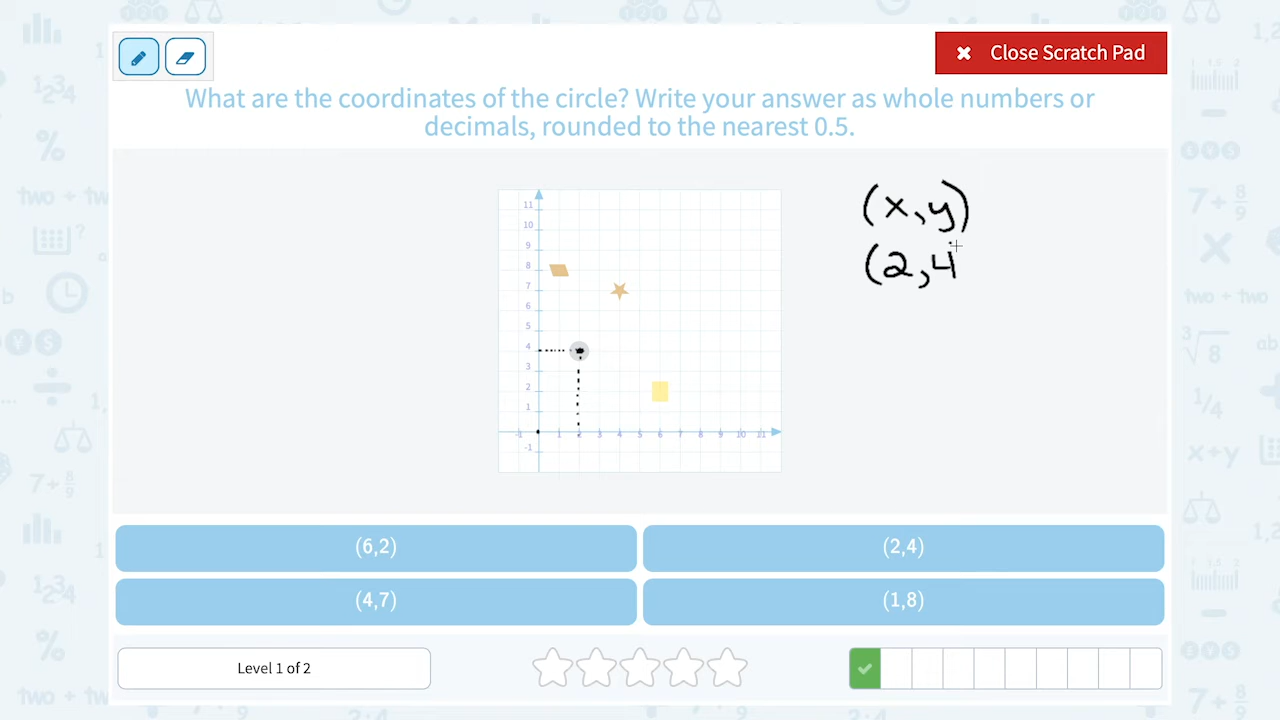 Close Scratch Pad
What are the coordinates of the circle? Write your answer as whole numbers or
decimals, rounded to the nearest 0.5.
(x,y)
(2,4
11
10
9
8
7
6
5
4
3
2
1
-1 1 2 3 4 5 6 7 8 9 10 11
-1
(6,2) (2,4)
(4,7) (1,8)
Level 1 of 2